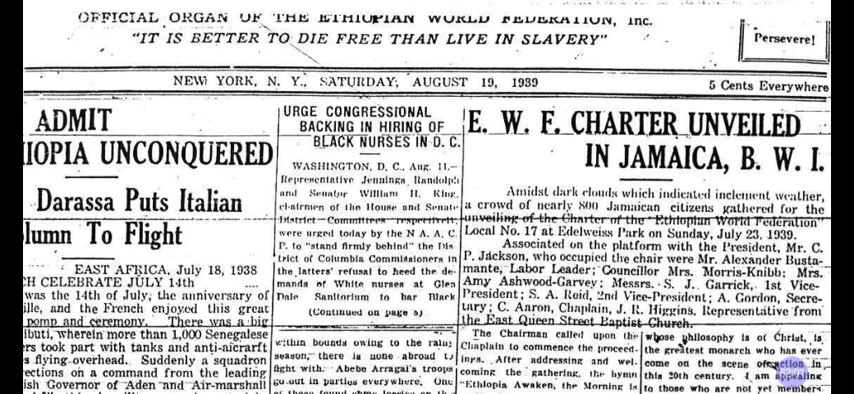 OFFICIAL ORGAN OF THE ETHIOPIAN WORLD FEDERATION, Inc.
"IT IS BETTER TO DIE FREE THAN LIVE IN SLAVERY"
Persevere!
NEW YORK, N. Y., SATURDAY, AUGUST 19, 1939
5 Cents Everywhere
ADMIT
IOPIA UNCONQUERED
Darassa Puts Italian
lumn To Flight
EAST AFRICA, July 18, 1938
H CELEBRATE JULY 14th
was the 14th of July, the anniversary of
ille, and the French enjoyed this great
pomp and ceremony. There was a big
ibuti, wherein more than 1,000 Senegalese
rs took part with tanks and anti-aicrarft
s flying overhead. Suddenly a squadron
ections on a command from the leading
ish Governor of Aden and Air-marshall
URGE CONGRESSIONAL
BACKING IN HIRING OF
BLACK NURSES IN D. C.
WASHINGTON, D. C., Aug. 11.—
Representative Jennings Randolph
and Senator William H. King,
chairmen of the House and Senate
District Committees respectively,
were urged today by the N. A. A. C.
P. to "stand firmly behind" the Dis
trict of Columbia Commissioners in
the latters' refusal to heed the de-
mands of White nurses at Glen
Dale Sanitorium to bar Black
(Continued on page 8)
within bounds owing to the rainy
season, there is none abroad to
fight with. Abebe Arragai's troops
go out in parties everywhere. One
E. W. F. CHARTER UNVEILED
IN JAMAICA, B. W. I.
Amidst dark clouds which indicated inclement weather,
a crowd of nearly 800 Jamaican citizens gathered for the
unveiling of the Charter of the Ethiopian World Federation
Local No. 17 at Edelweiss Park on Sunday, July 23, 1939.
Associated on the platform with the President, Mr. C.
P. Jackson, who occupied the chair were Mr. Alexander Busta-
mante, Labor Leader; Councillor Mrs. Morris-Knibb; Mrs.
Amy Ashwood-Garvey; Messrs. S. J. Garrick, 1st Vice-
President; S. A. Reid, 2nd Vice-President; A. Gordon, Secre-
tary; C. Aaron, Chaplain, J. R. Higgins, Representative from
the East Queen Street Baptist Church.
The Chairman called upon the
Chaplain to commence the proceed-
ings. After addressing and wel-
coming the gathering, the hymn
"Ethiopia Awaken, the Morning is
whose philosophy is of Christ, is
the greatest monarch who has ever
come on the scene of action in
this 20th century. I am appealing
to those who are not yet members